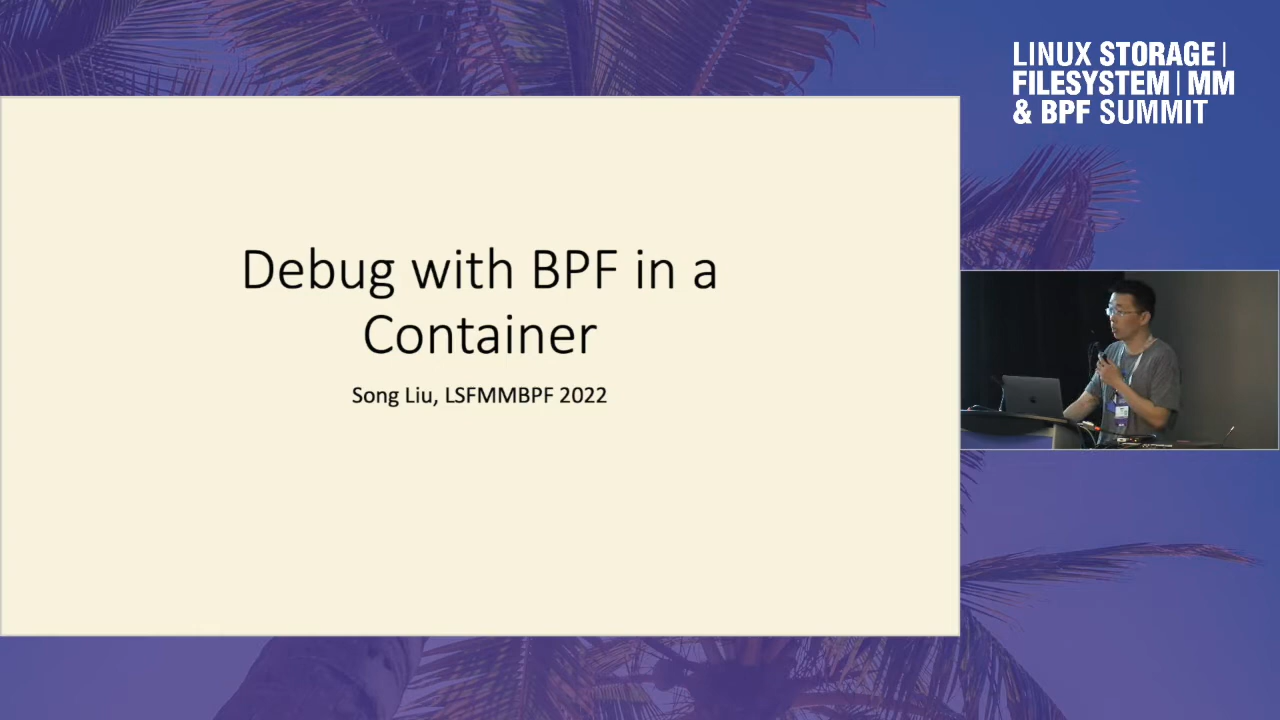 LINUX STORAGE |
FILESYSTEM | MM
& BPF SUMMIT
Debug with BPF in a
Container
Song Liu, LSFMMBPF 2022